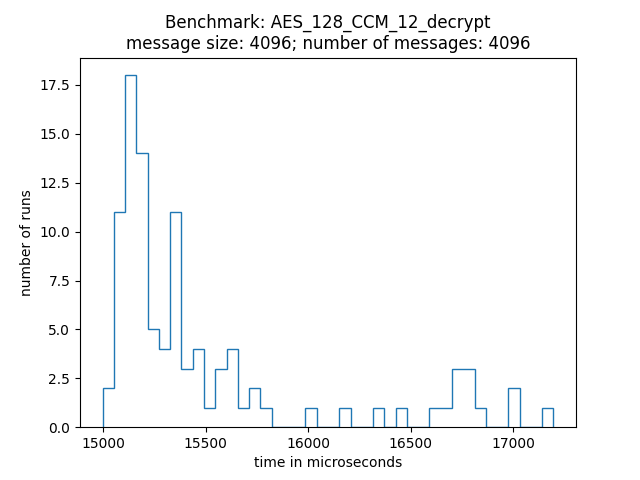 Benchmark: AES_128_CCM_12_decrypt
message size: 4096; number of messages: 4096
17.5
15.0
12.5
10.0
7.5
5.0
2.5
0.0
number of runs
15000 15500 16000 16500 17000
time in microseconds